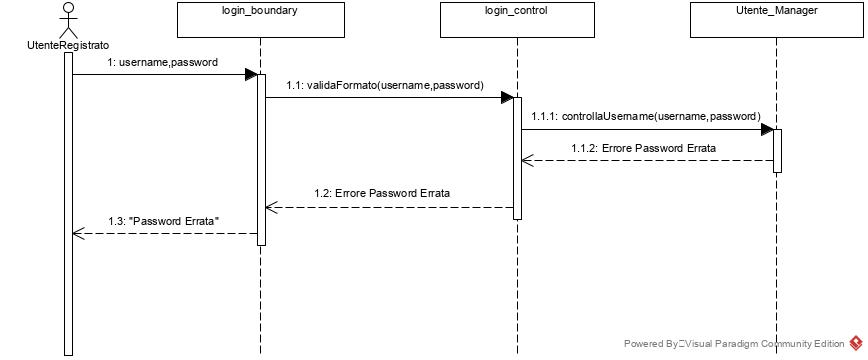 login_boundary
login_control
Utente_Manager
UtenteRegistrato
1: username,password
1.1: validaFormato(username,password)
1.1.1: controllaUsername(username,password)
1.1.2: Errore Password Errata
1.2: Errore Password Errata
1.3: "Password Errata"
Powered By Visual Paradigm Community Edition